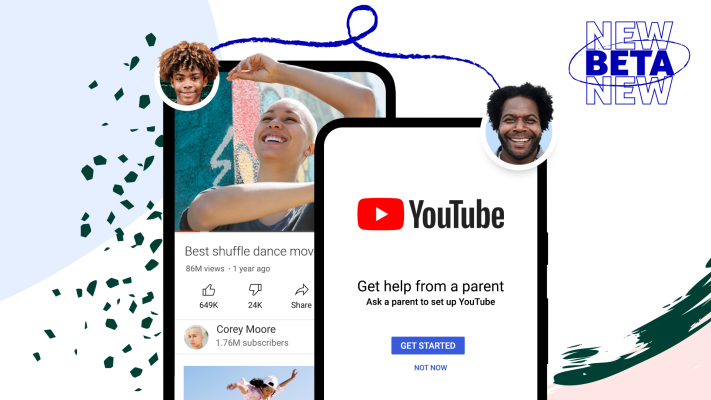 NEW
BETA
NEW
Best shuffle dance mov
86M views · 1 year ago
649K
24K
Share
Corey Moore
1.76M subscribers
YouTube
Get help from a parent
Ask a parent to set up YouTube
GET STARTED
NOT NOW